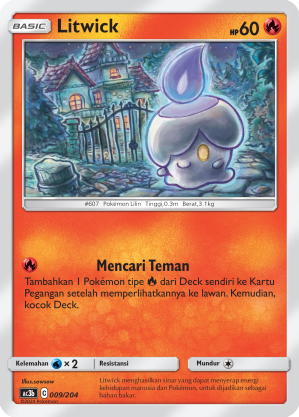 BASIC Litwick HP60
#607 Pokémon Lilin Tinggi,0.3m Berat,3.1kg
Mencari Teman
Tambahkan 1 Pokémon tipe dari Deck sendiri ke Kartu
Pegangan setelah memperlihatkannya ke lawan. Kemudian,
kocok Deck.
Kelemahan ×2 Resistansi Mundur
Illus.sowsow
C 009/204
Litwick menghasilkan sinar yang dapat menyerap energi
kehidupan manusia dan Pokémon, untuk dijadikan sebagai
bahan bakar.